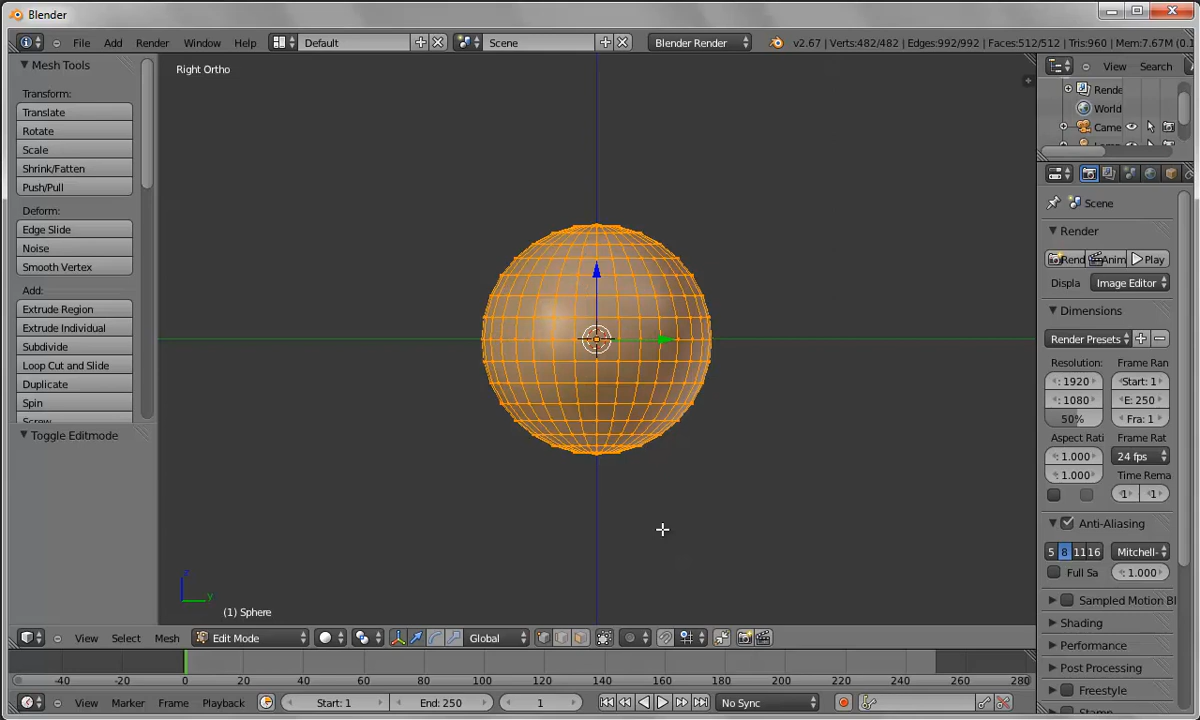 Blender
File Add Render Window Help Default Scene Blender Render v2.67 | Verts:482/482 | Edges:992/992 | Faces:512/512 | Tris:960 | Mem:7.67M (0.1
Mesh Tools
Transform:
Translate
Rotate
Scale
Shrink/Fatten
Push/Pull
Deform:
Edge Slide
Noise
Smooth Vertex
Add:
Extrude Region
Extrude Individual
Subdivide
Loop Cut and Slide
Duplicate
Spin
Screw
Toggle Editmode
Right Ortho
z
y
(1) Sphere
View Search
Rende
World
Came
Scene
Render
Rend Anim Play
Displa Image Editor
Dimensions
Render Presets
Resolution: Frame Ran
: 1920 Start: 1
: 1080 E: 250
50% Fra: 1
Aspect Rati Frame Rat
: 1.000 24 fps
: 1.000 Time Rema
1 1
Anti-Aliasing
5 8 11 16 Mitchell-
Full Sa : 1.000
Sampled Motion Bl
Shading
Performance
Post Processing
Freestyle
Stamp
View Select Mesh Edit Mode Global
-40 -20 0 20 40 60 80 100 120 140 160 180 200 220 240 260 280
View Marker Frame Playback Start: 1 End: 250 1 No Sync